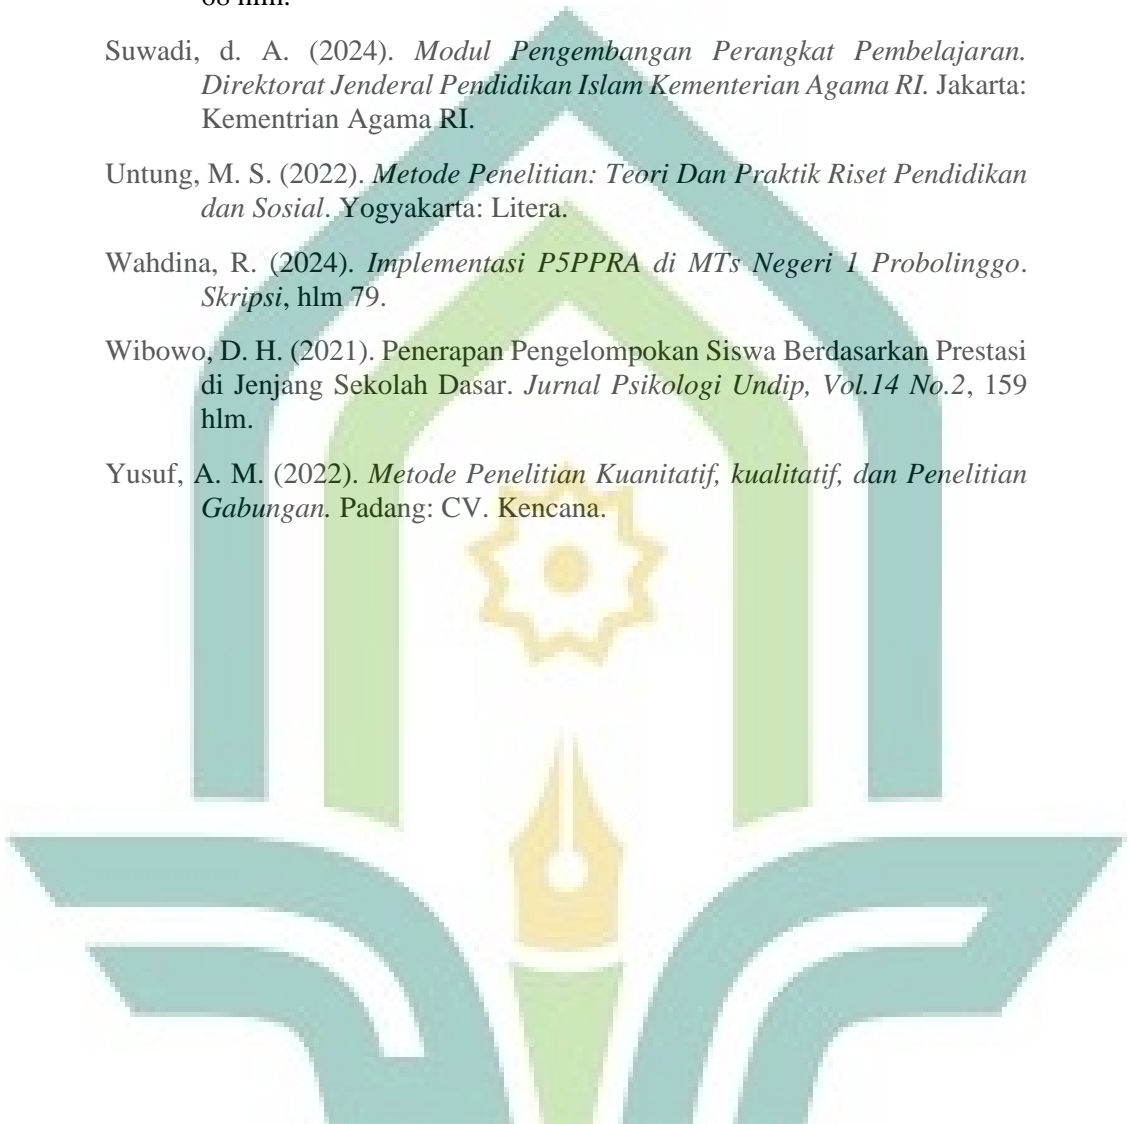 68 hlm.
Suwadi, d. A. (2024). Modul Pengembangan Perangkat Pembelajaran.
Direktorat Jenderal Pendidikan Islam Kementerian Agama RI. Jakarta:
Kementrian Agama RI.
Untung, M. S. (2022). Metode Penelitian: Teori Dan Praktik Riset Pendidikan
dan Sosial. Yogyakarta: Litera.
Wahdina, R. (2024). Implementasi P5PPRA di MTs Negeri 1 Probolinggo.
Skripsi, hlm 79.
Wibowo, D. H. (2021). Penerapan Pengelompokan Siswa Berdasarkan Prestasi
di Jenjang Sekolah Dasar. Jurnal Psikologi Undip, Vol.14 No.2, 159
hlm.
Yusuf, A. M. (2022). Metode Penelitian Kuanitatif, kualitatif, dan Penelitian
Gabungan. Padang: CV. Kencana.